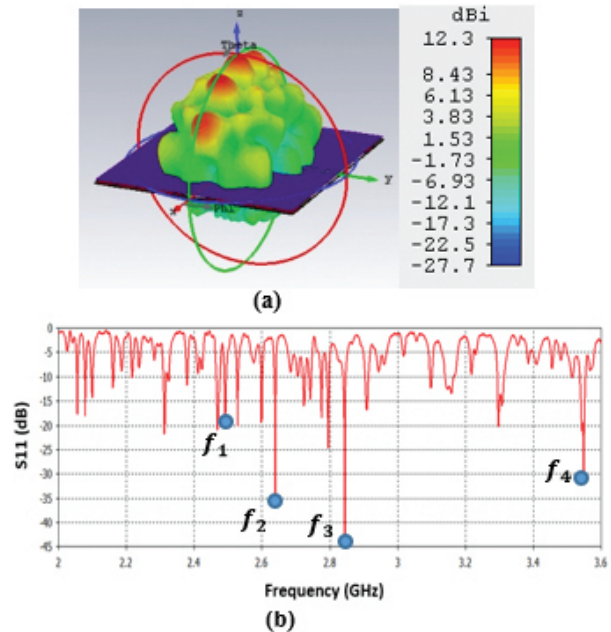 dBi
z
Theta
12.3
8.43
6.13
3.83
1.53
-1.73
-6.93
-12.1
-17.3
-22.5
-27.7
Y
x
Phi
(a)
S11 (dB)
0
-5
-10
-15
-20
-25
-30
-35
-40
-45
f1
f2
f3
f4
2 2.2 2.4 2.6 2.8 3 3.2 3.4 3.6
Frequency (GHz)
(b)